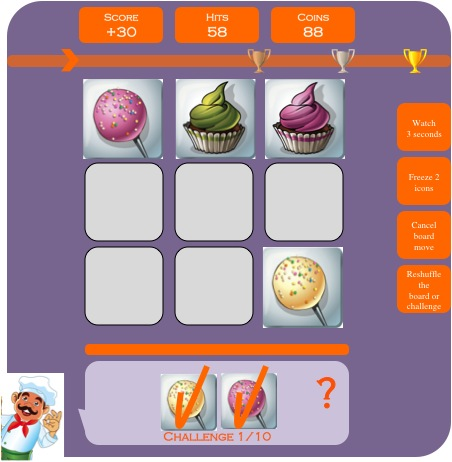 Score
+30
Hits
58
Coins
88
Watch
3 seconds
Freeze 2
icons
Cancel
board
move
Reshuffle
the
board or
challenge
?
Challenge 1/10